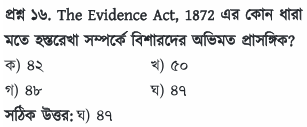 প্রশ্ন ১৬. The Evidence Act, 1872 এর কোন ধারা
মতে হস্তরেখা সম্পর্কে বিশারদের অভিমত প্রাসঙ্গিক?
ক) ৪২ খ) ৫০
গ) ৪৮ ঘ) ৪৭
সঠিক উত্তর: ঘ) ৪৭